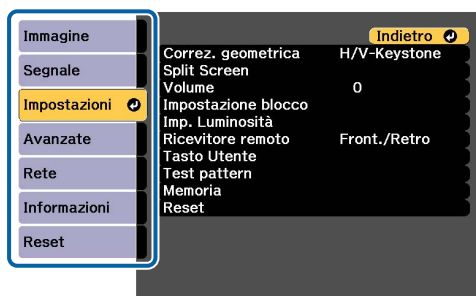 Immagine
Segnale
Impostazioni
Avanzate
Rete
Informazioni
Reset
Indietro
Correz. geometrica H/V-Keystone
Split Screen
Volume 0
Impostazione blocco
Imp. Luminosità
Ricevitore remoto Front./Retro
Tasto Utente
Test pattern
Memoria
Reset